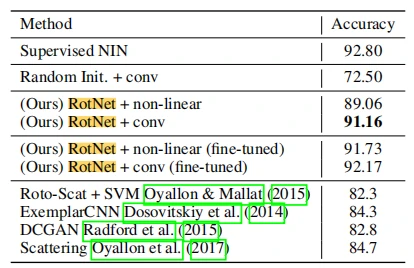 Method Accuracy
Supervised NIN 92.80
Random Init. + conv 72.50
(Ours) RotNet + non-linear 89.06
(Ours) RotNet + conv 91.16
(Ours) RotNet + non-linear (fine-tuned) 91.73
(Ours) RotNet + conv (fine-tuned) 92.17
Roto-Scat + SVM Oyallon & Mallat (2015) 82.3
ExemplarCNN Dosovitskiy et al. (2014) 84.3
DCGAN Radford et al. (2015) 82.8
Scattering Oyallon et al. (2017) 84.7